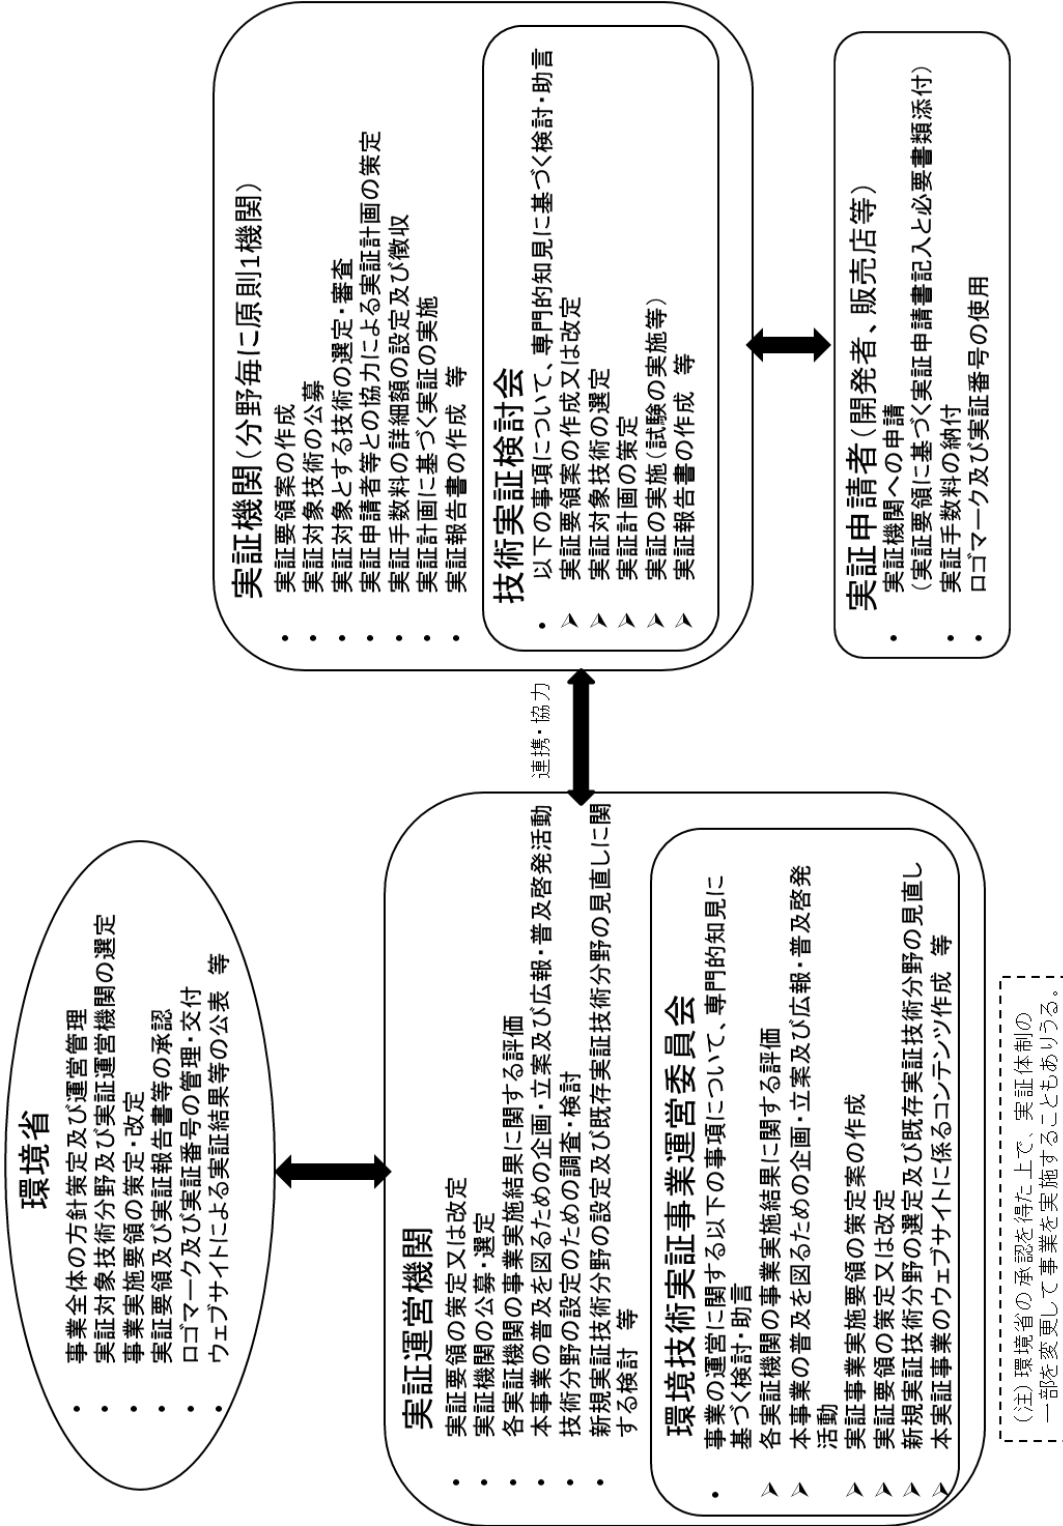 環境省
・ 事業全体の方針策定及び運営管理
・ 実証対象技術分野及び実証運営機関の選定
・ 事業実施要領の策定・改定
・ 実証要領及び実証報告書等の承認
・ ロゴマーク及び実証番号の管理・交付
・ ウェブサイトによる実証結果等の公表 等
実証運営機関
・ 実証要領の策定又は改定
・ 実証機関の公募・選定
・ 各実証機関の事業実施結果に関する評価
・ 本事業の普及を図るための企画・立案及び広報・普及啓発活動
・ 技術分野の設定のための調査・検討
・ 新規実証技術分野の設定及び既存実証技術分野の見直しに関
する検討 等
環境技術実証事業運営委員会
・ 事業の運営に関する以下の事項について、専門的知見に
基づく検討・助言
➢ 各実証機関の事業実施結果に関する評価
➢ 本事業の普及を図るための企画・立案及び広報・普及啓発
活動
➢ 実証事業実施要領の策定案の作成
➢ 実証要領の策定又は改定
➢ 新規実証技術分野の選定及び既存実証技術分野の見直し
➢ 本実証事業のウェブサイトに係るコンテンツ作成 等
(注)環境省の承認を得た上で、実証体制の
一部を変更して事業を実施することもありうる。
連携・協力
実証機関(分野毎に原則1機関)
・ 実証要領案の作成
・ 実証対象技術の公募
・ 実証対象とする技術の選定・審査
・ 実証申請者等との協力による実証計画の策定
・ 実証手数料の詳細額の設定及び徴収
・ 実証計画に基づく実証の実施
・ 実証報告書の作成 等
技術実証検討会
・ 以下の事項について、専門的知見に基づく検討・助言
➢ 実証要領案の作成又は改定
➢ 実証対象技術の選定
➢ 実証計画の策定
➢ 実証の実施(試験の実施等)
➢ 実証報告書の作成 等
実証申請者(開発者、販売店等)
・ 実証機関への申請
(実証要領に基づく実証申請書記入と必要書類添付)
・ 実証手数料の納付
・ ロゴマーク及び実証番号の使用